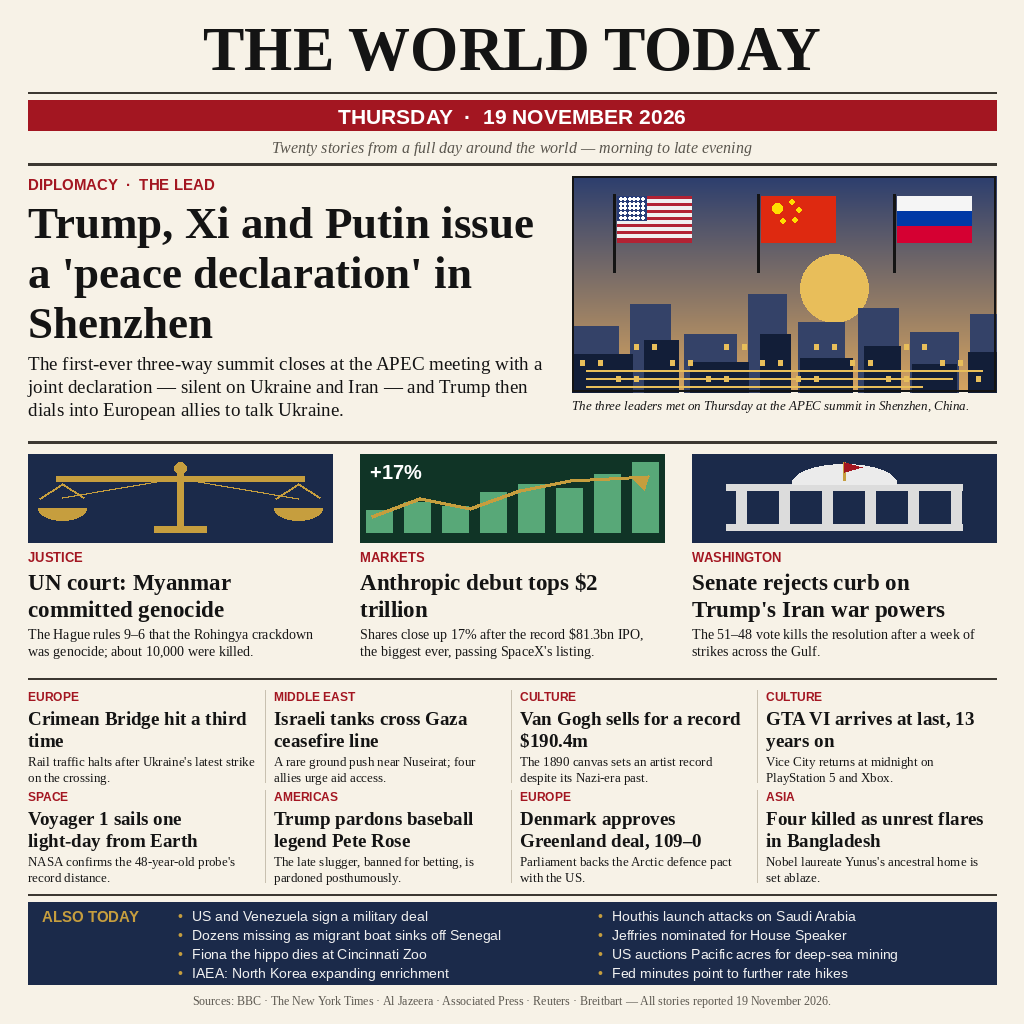 THE WORLD TODAY
THURSDAY · 19 NOVEMBER 2026
Twenty stories from a full day around the world — morning to late evening
DIPLOMACY · THE LEAD
Trump, Xi and Putin issue
a 'peace declaration' in
Shenzhen
The first-ever three-way summit closes at the APEC meeting with a
joint declaration — silent on Ukraine and Iran — and Trump then
dials into European allies to talk Ukraine.
The three leaders met on Thursday at the APEC summit in Shenzhen, China.
JUSTICE
UN court: Myanmar
committed genocide
The Hague rules 9–6 that the Rohingya crackdown
was genocide; about 10,000 were killed.
+17%
MARKETS
Anthropic debut tops $2
trillion
Shares close up 17% after the record $81.3bn IPO,
the biggest ever, passing SpaceX's listing.
WASHINGTON
Senate rejects curb on
Trump's Iran war powers
The 51–48 vote kills the resolution after a week of
strikes across the Gulf.
EUROPE
Crimean Bridge hit a third
time
Rail traffic halts after Ukraine's latest strike
on the crossing.
MIDDLE EAST
Israeli tanks cross Gaza
ceasefire line
A rare ground push near Nuseirat; four
allies urge aid access.
CULTURE
Van Gogh sells for a record
$190.4m
The 1890 canvas sets an artist record
despite its Nazi-era past.
CULTURE
GTA VI arrives at last, 13
years on
Vice City returns at midnight on
PlayStation 5 and Xbox.
SPACE
Voyager 1 sails one
light-day from Earth
NASA confirms the 48-year-old probe's
record distance.
AMERICAS
Trump pardons baseball
legend Pete Rose
The late slugger, banned for betting, is
pardoned posthumously.
EUROPE
Denmark approves
Greenland deal, 109–0
Parliament backs the Arctic defence pact
with the US.
ASIA
Four killed as unrest flares
in Bangladesh
Nobel laureate Yunus's ancestral home is
set ablaze.
ALSO TODAY
• US and Venezuela sign a military deal
• Dozens missing as migrant boat sinks off Senegal
• Fiona the hippo dies at Cincinnati Zoo
• IAEA: North Korea expanding enrichment
• Houthis launch attacks on Saudi Arabia
• Jeffries nominated for House Speaker
• US auctions Pacific acres for deep-sea mining
• Fed minutes point to further rate hikes
Sources: BBC · The New York Times · Al Jazeera · Associated Press · Reuters · Breitbart — All stories reported 19 November 2026.